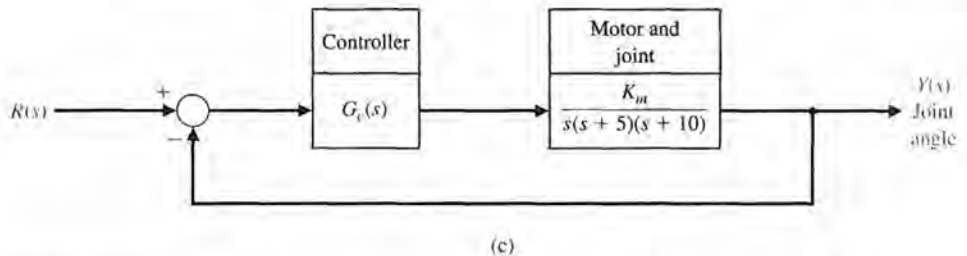 Controller
Motor and
joint
R(s)
+
−
G_c(s)
K_m
s(s + 5)(s + 10)
Y(s)
Joint
angle
(c)